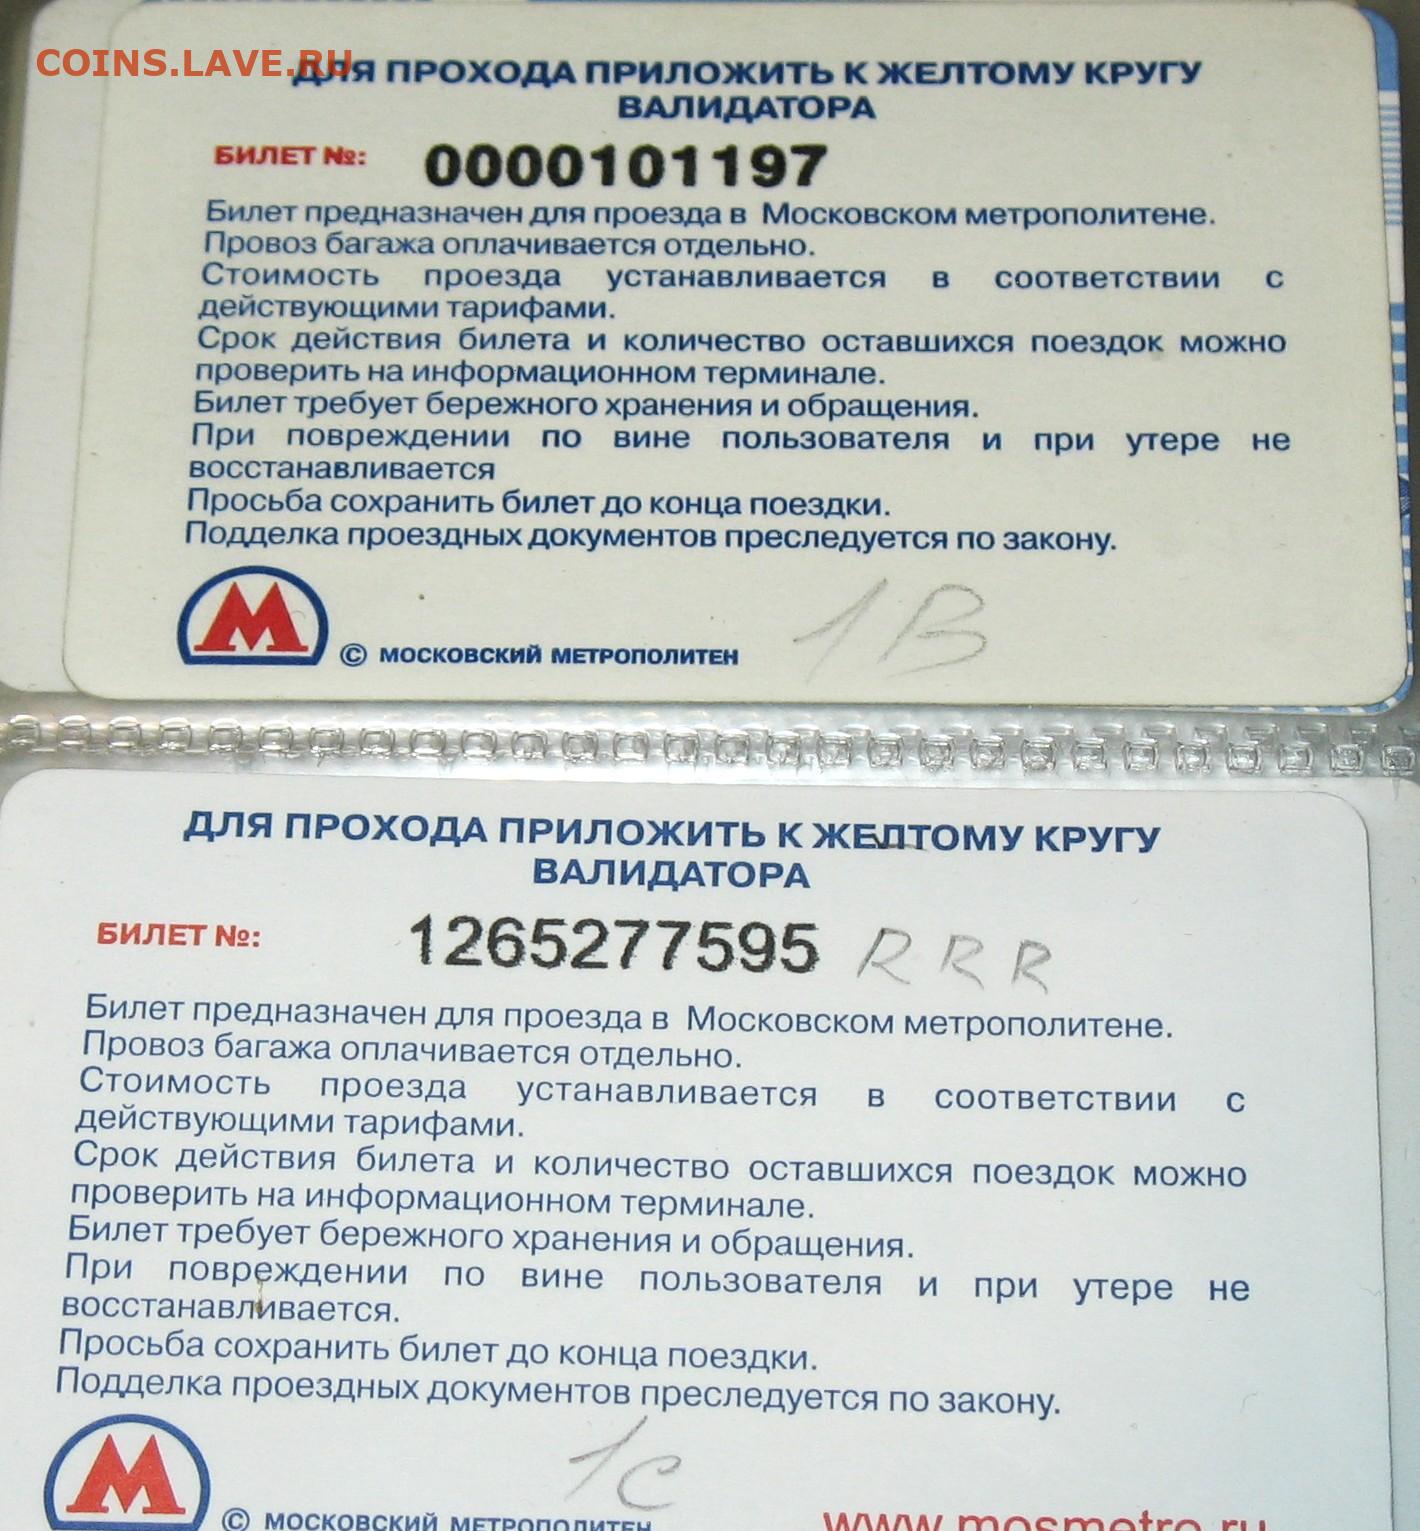 COINS.LAVE.RU
ДЛЯ ПРОХОДА ПРИЛОЖИТЬ К ЖЕЛТОМУ КРУГУ
ВАЛИДАТОРА
БИЛЕТ №: 0000101197
Билет предназначен для проезда в Московском метрополитене.
Провоз багажа оплачивается отдельно.
Стоимость проезда устанавливается в соответствии с
действующими тарифами.
Срок действия билета и количество оставшихся поездок можно
проверить на информационном терминале.
Билет требует бережного хранения и обращения.
При повреждении по вине пользователя и при утере не
восстанавливается
Просьба сохранить билет до конца поездки.
Подделка проездных документов преследуется по закону.
1В
М © МОСКОВСКИЙ МЕТРОПОЛИТЕН
ДЛЯ ПРОХОДА ПРИЛОЖИТЬ К ЖЕЛТОМУ КРУГУ
ВАЛИДАТОРА
БИЛЕТ №: 1265277595 R R R
Билет предназначен для проезда в Московском метрополитене.
Провоз багажа оплачивается отдельно.
Стоимость проезда устанавливается в соответствии с
действующими тарифами.
Срок действия билета и количество оставшихся поездок можно
проверить на информационном терминале.
Билет требует бережного хранения и обращения.
При повреждении по вине пользователя и при утере не
восстанавливается.
Просьба сохранить билет до конца поездки.
Подделка проездных документов преследуется по закону.
1с
М © МОСКОВСКИЙ МЕТРОПОЛИТЕН www.mosmetro.ru